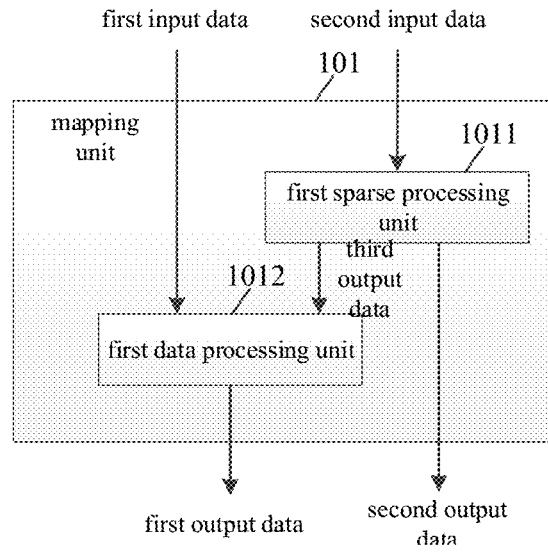 first input data
second input data
101
mapping
unit
1011
first sparse processing
unit
third
output
data
1012
first data processing unit
first output data
second output
data